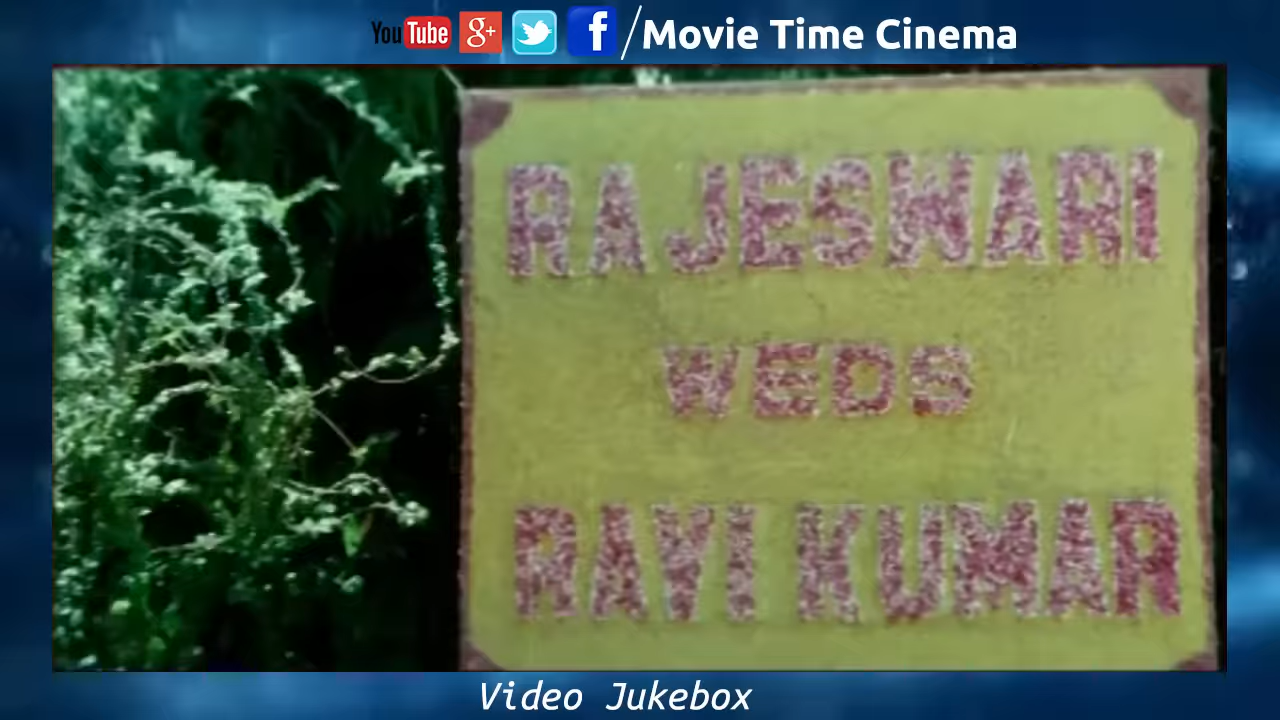 YouTube g+ f /Movie Time Cinema
RAJESWARI
WEDS
RAVI KUMAR
Video Jukebox